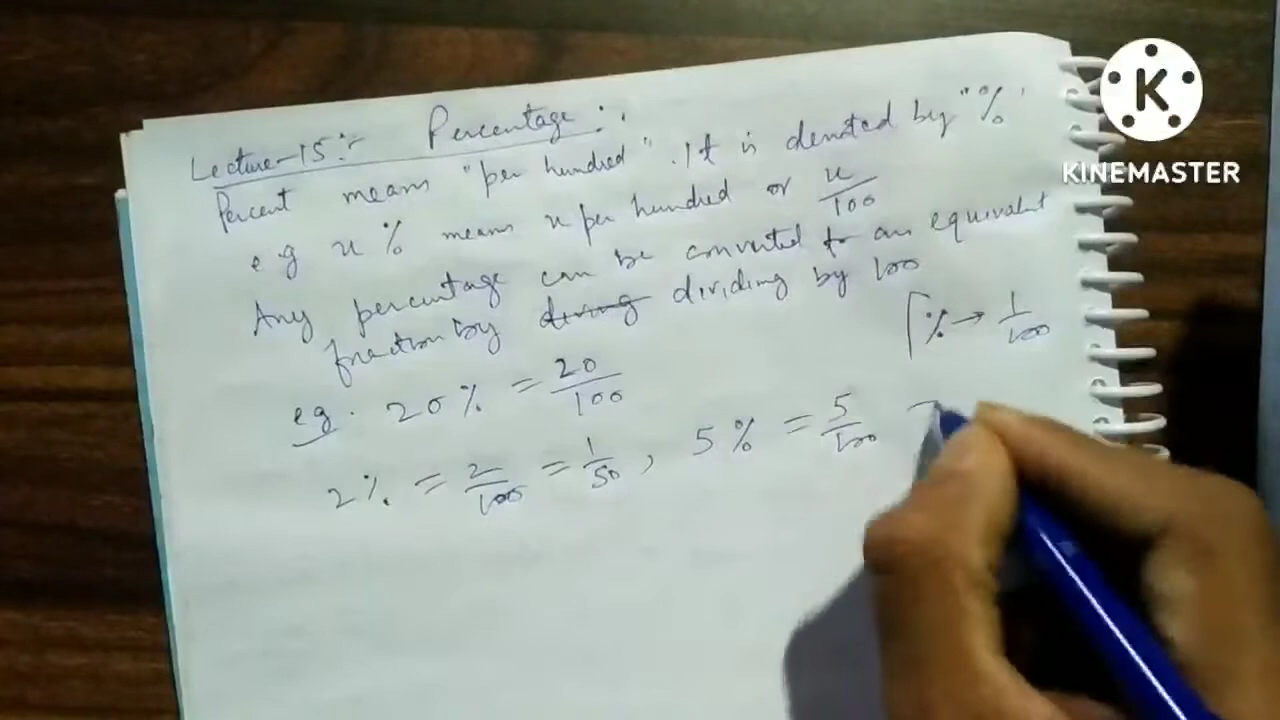 Lecture-15:- Percentage :.
Percent means "per hundred". It is denoted by "%"
e.g x % means x per hundred or x/100
Any percentage can be converted to an equivalent
fraction by dividing by 100
[% → 1/100
eg. 20% = 20/100
2% = 2/100 = 1/50, 5% = 5/100
K
KINEMASTER